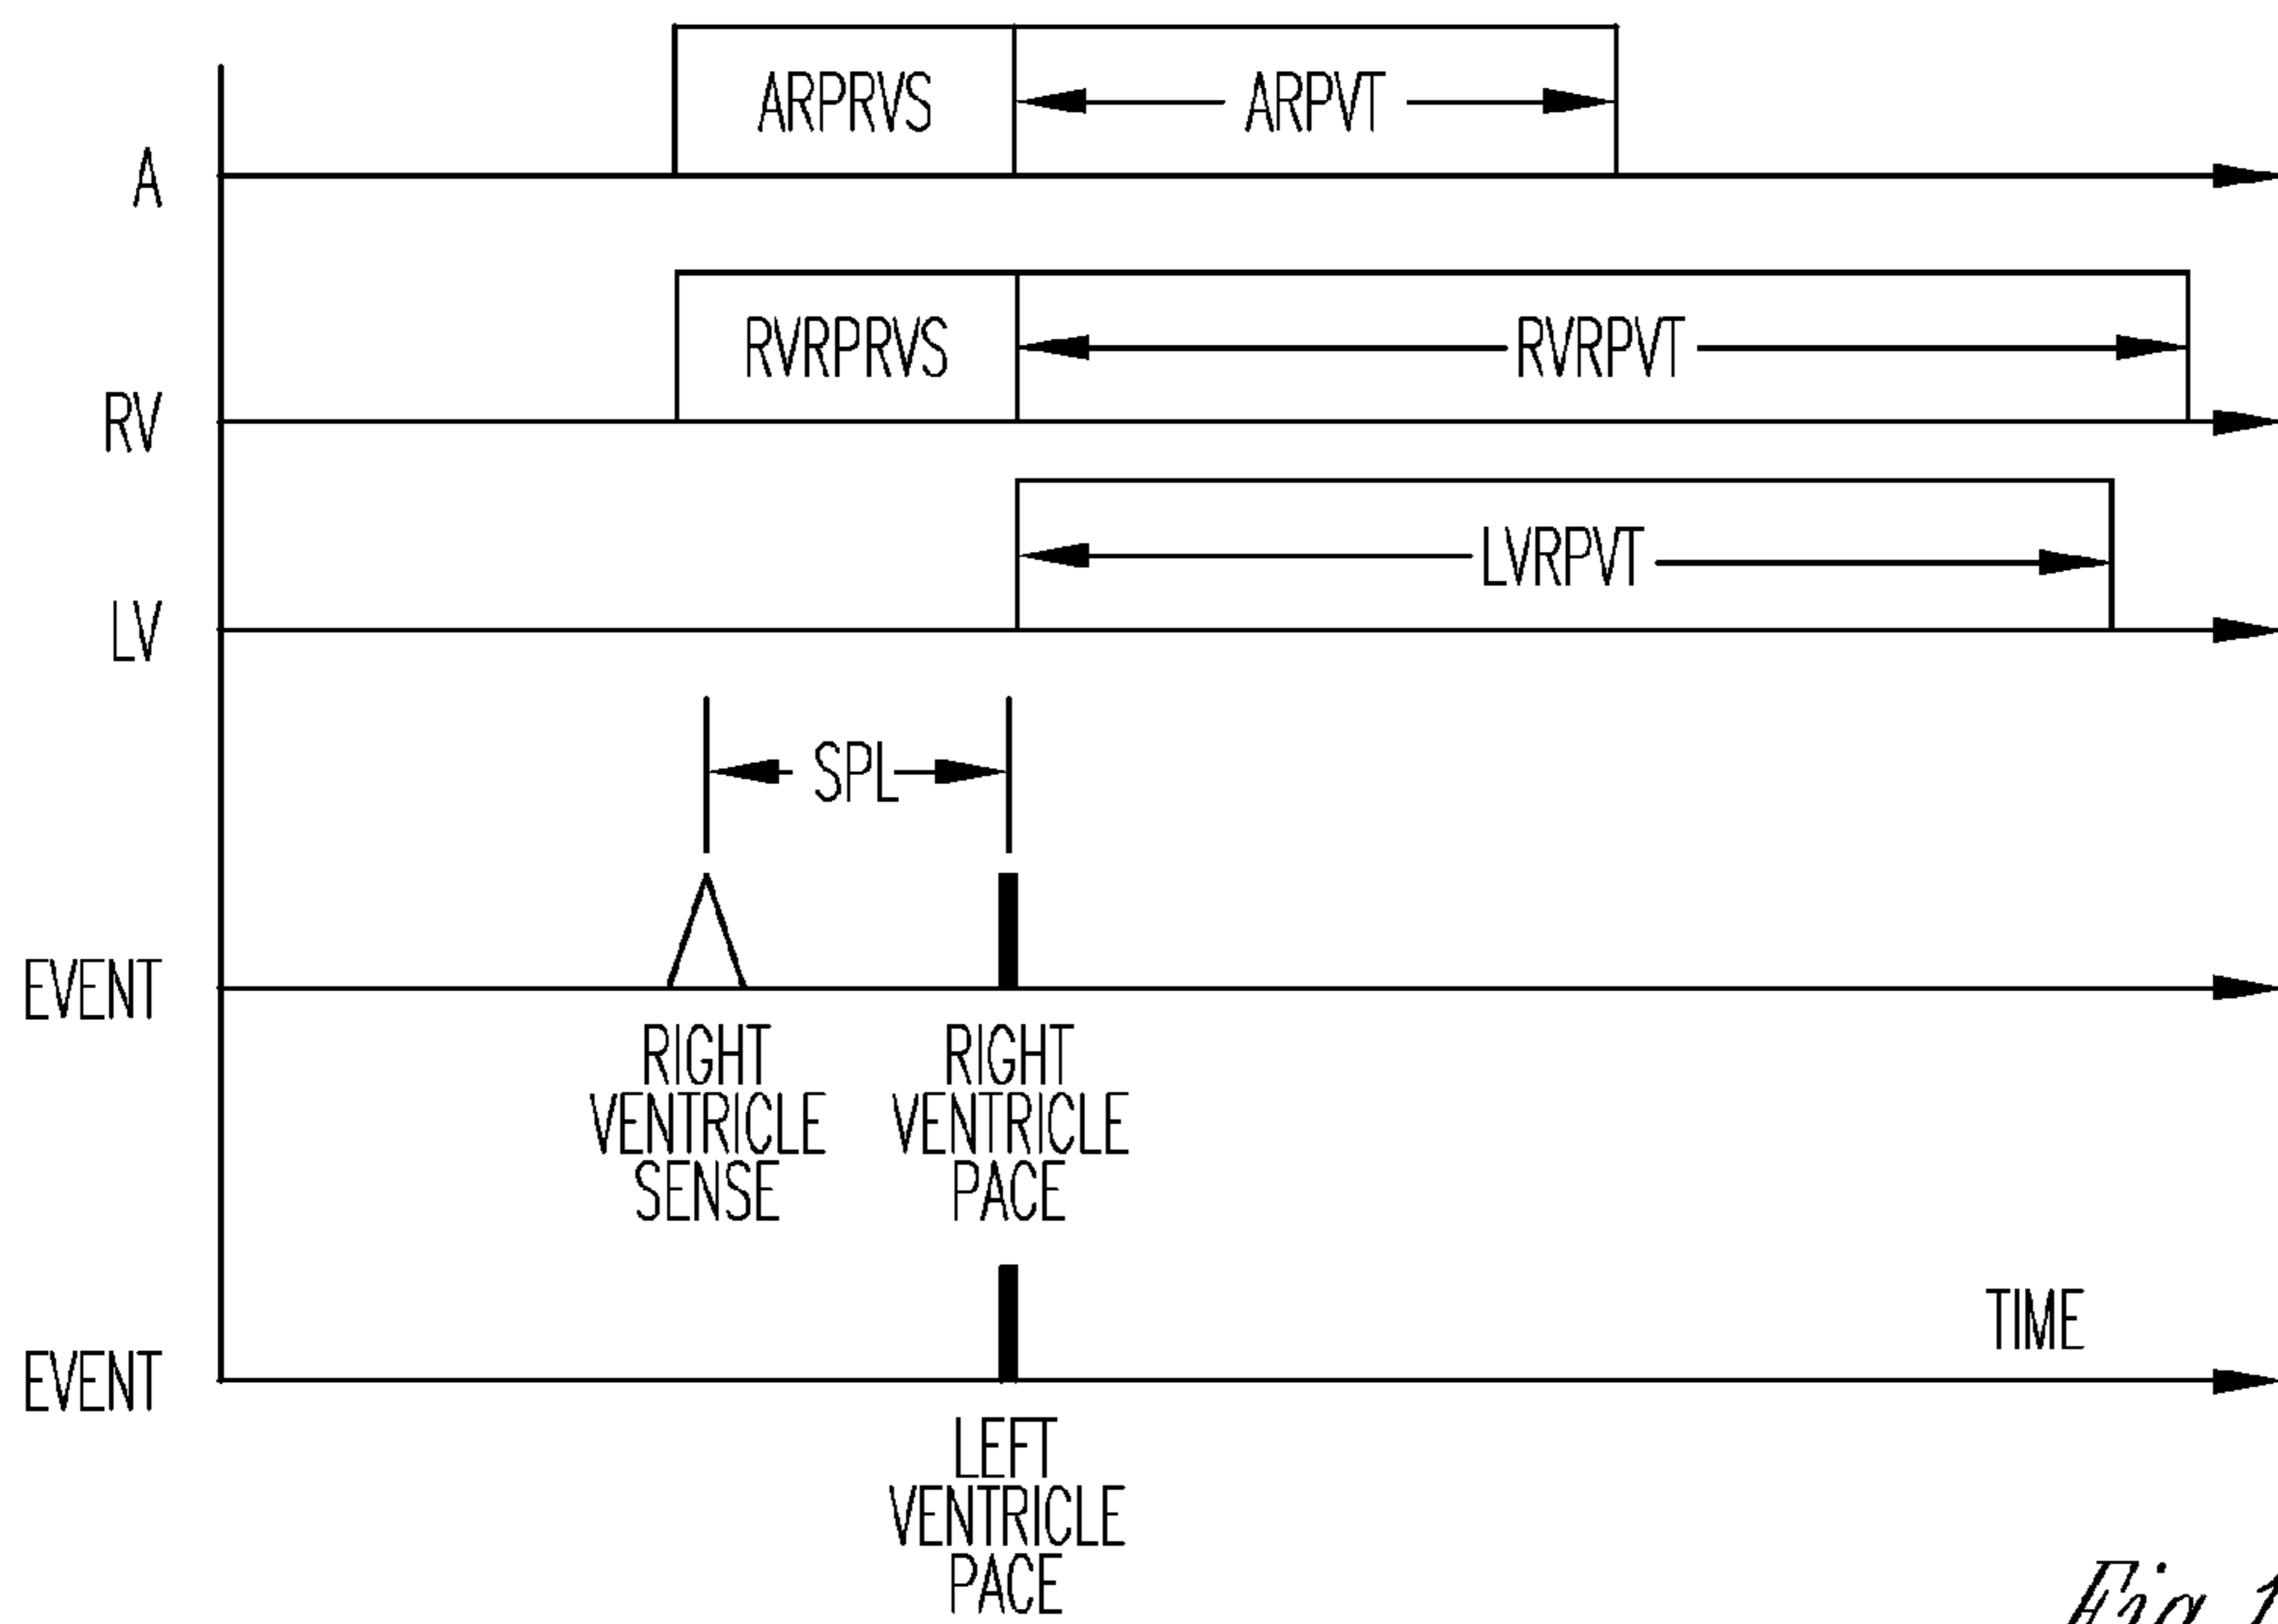 ARPRVS ARPVT
A
RVRPRVS RVRPVT
RV
LVRPVT
LV
SPL
EVENT
RIGHT
VENTRICLE
SENSE
RIGHT
VENTRICLE
PACE
TIME
EVENT
LEFT
VENTRICLE
PACE
Fig.